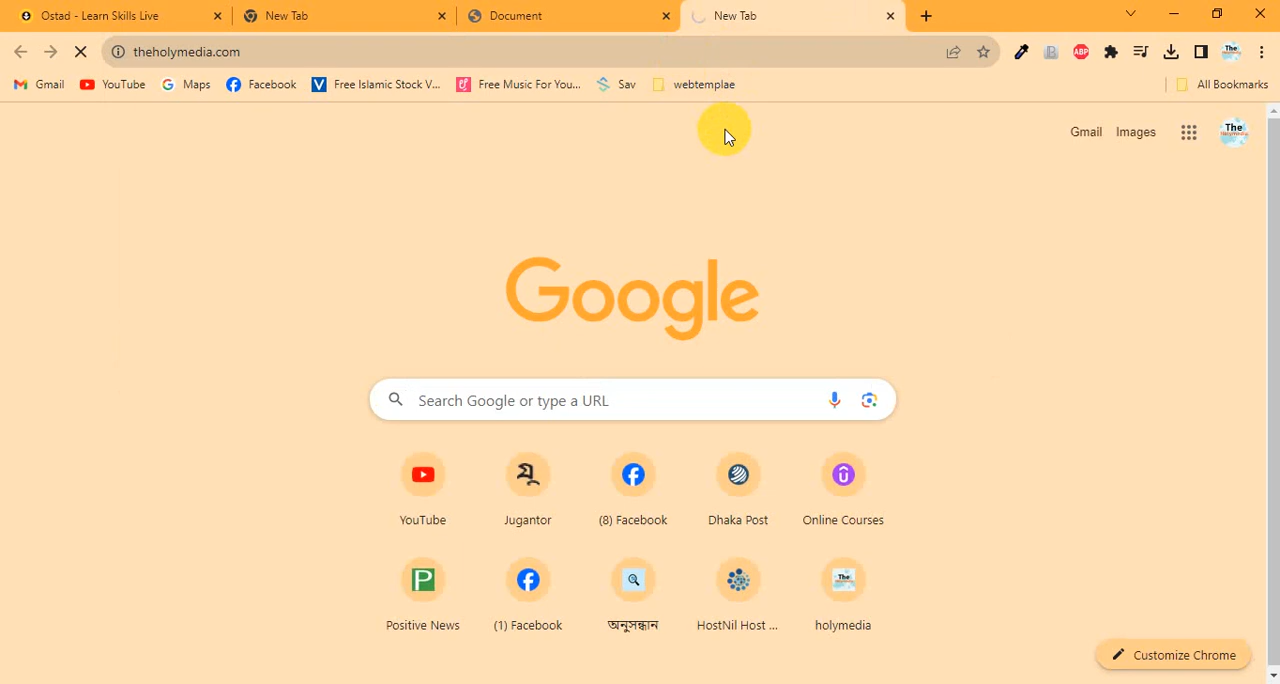 Ostad - Learn Skills Live
New Tab
Document
New Tab
theholymedia.com
ABP
Gmail
YouTube
Maps
Facebook
Free Islamic Stock V...
Free Music For You...
Sav
webtemplae
All Bookmarks
Gmail
Images
The
Google
Search Google or type a URL
YouTube
Jugantor
(8) Facebook
Dhaka Post
Online Courses
Positive News
(1) Facebook
অনুসন্ধান
HostNil Host ...
holymedia
Customize Chrome